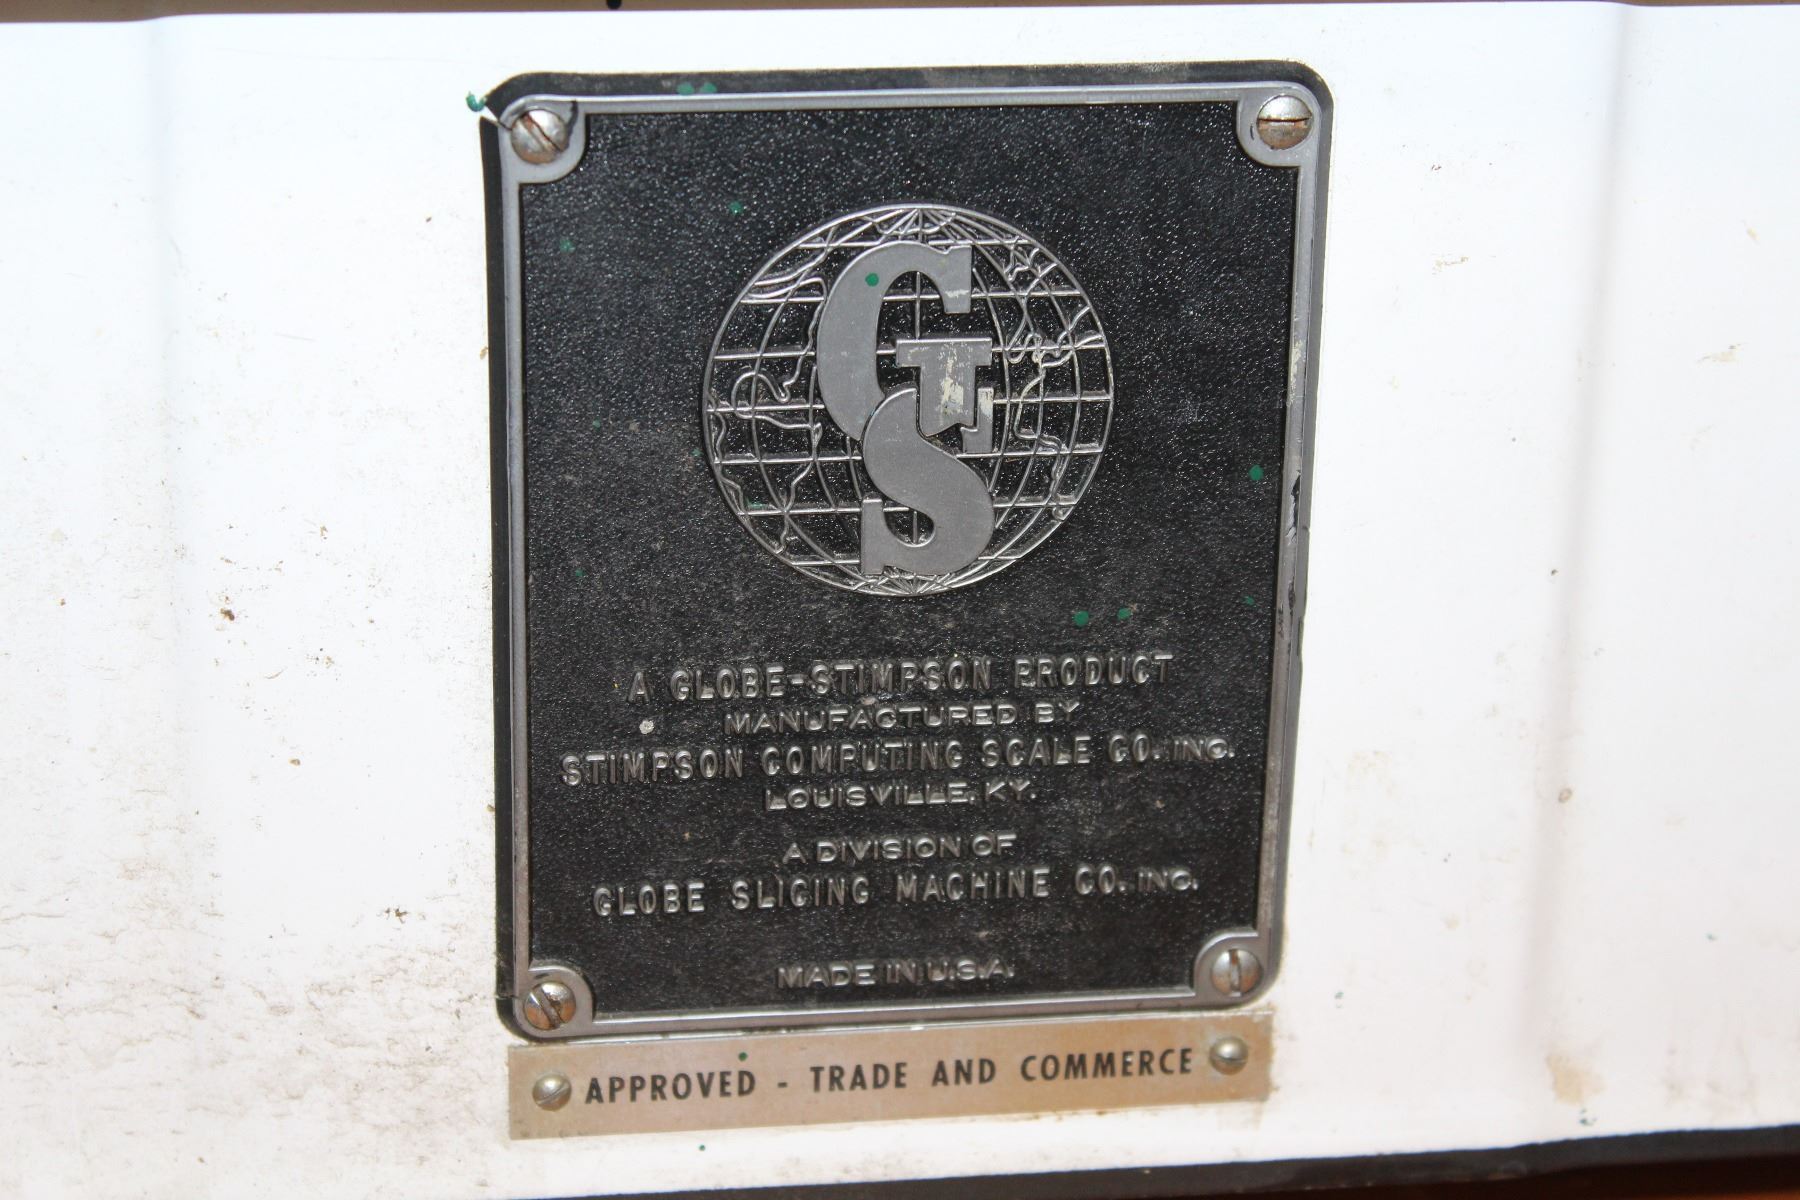 GTS
A GLOBE-STIMPSON PRODUCT
MANUFACTURED BY
STIMPSON COMPUTING SCALE CO. INC.
LOUISVILLE, KY.
A DIVISION OF
GLOBE SLICING MACHINE CO. INC.
MADE IN U.S.A.
APPROVED - TRADE AND COMMERCE